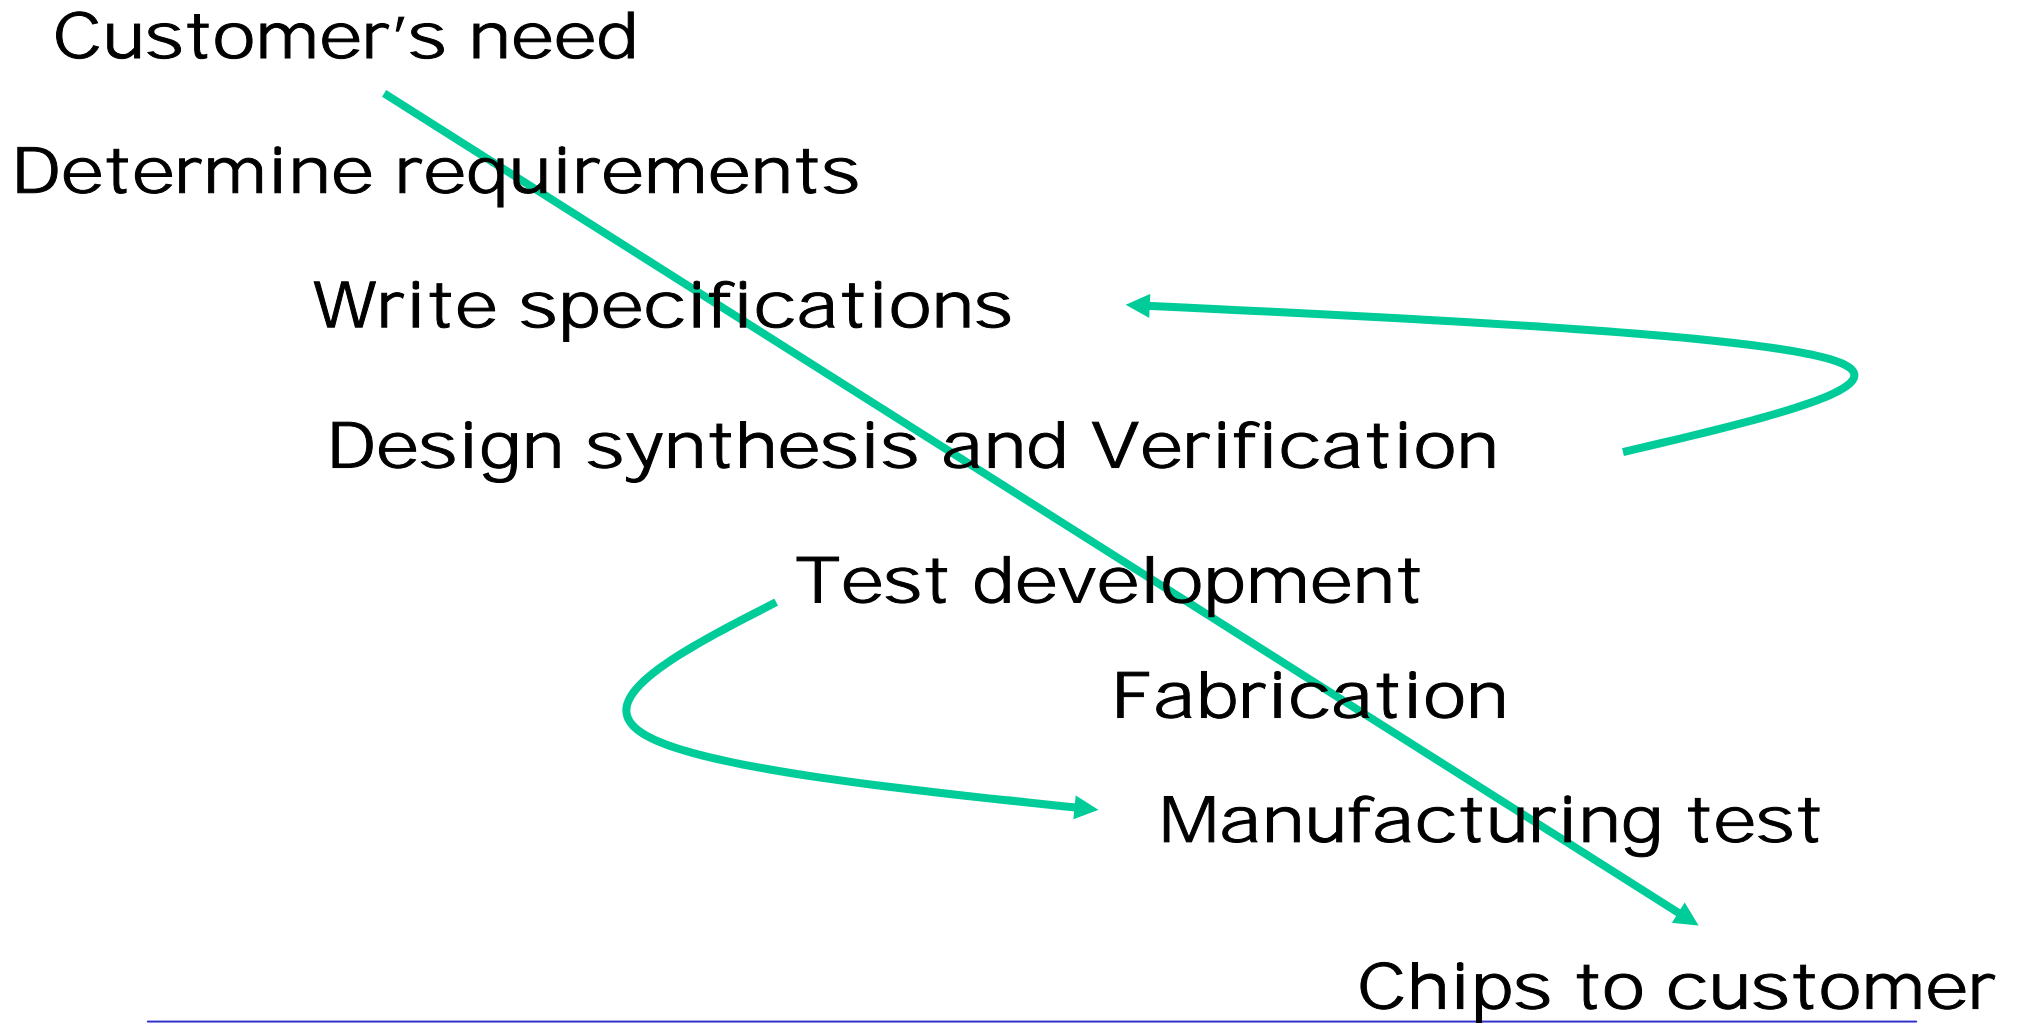 Customer's need
Determine requirements
Write specifications
Design synthesis and Verification
Test development
Fabrication
Manufacturing test
Chips to customer